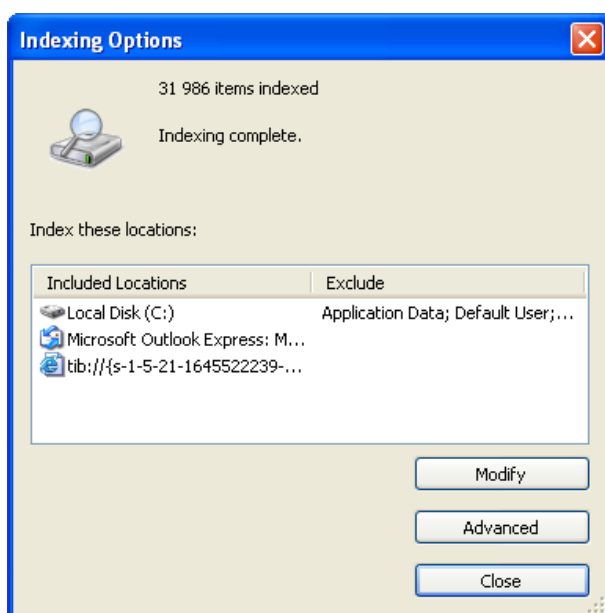 Indexing Options
31 986 items indexed
Indexing complete.
Index these locations:
Included Locations Exclude
Local Disk (C:) Application Data; Default User;...
Microsoft Outlook Express: M...
tib://{s-1-5-21-1645522239-...
Modify
Advanced
Close